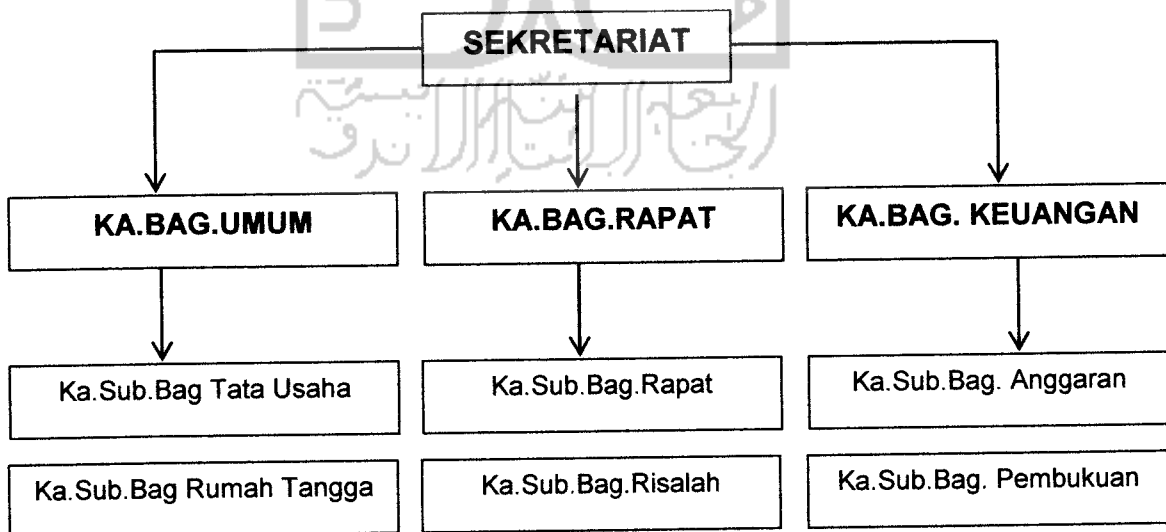 SEKRETARIAT
KA.BAG.UMUM
KA.BAG.RAPAT
KA.BAG. KEUANGAN
Ka.Sub.Bag Tata Usaha
Ka.Sub.Bag.Rapat
Ka.Sub.Bag. Anggaran
Ka.Sub.Bag Rumah Tangga
Ka.Sub.Bag.Risalah
Ka.Sub.Bag. Pembukuan